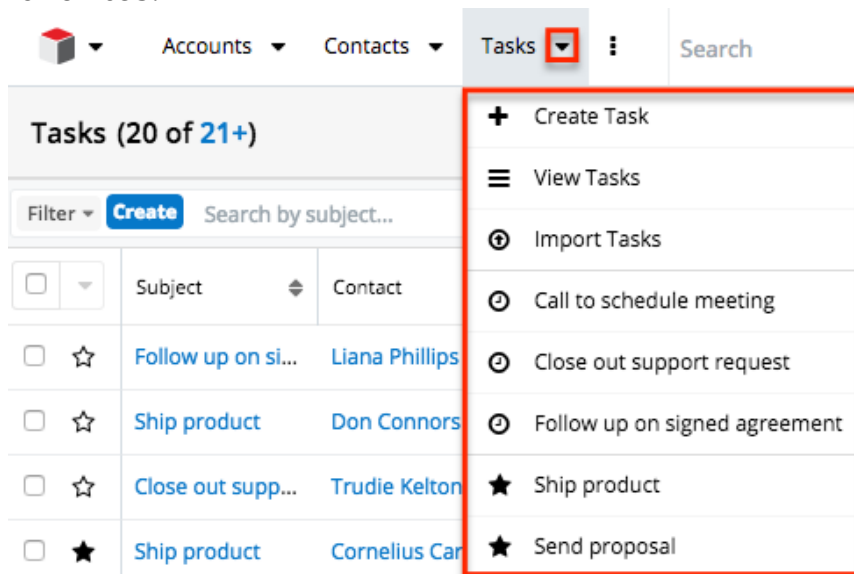 Accounts Contacts Tasks Search
Tasks (20 of 21+)
Filter Create Search by subject...
Subject Contact
Follow up on si... Liana Phillips
Ship product Don Connors
Close out supp... Trudie Kelton
Ship product Cornelius Car
Create Task
View Tasks
Import Tasks
Call to schedule meeting
Close out support request
Follow up on signed agreement
Ship product
Send proposal